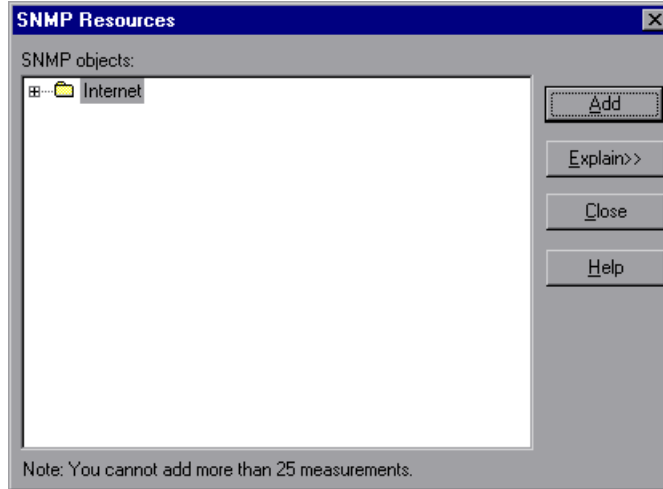 SNMP Resources
SNMP objects:
Internet
Add
Explain>>
Close
Help
Note: You cannot add more than 25 measurements.